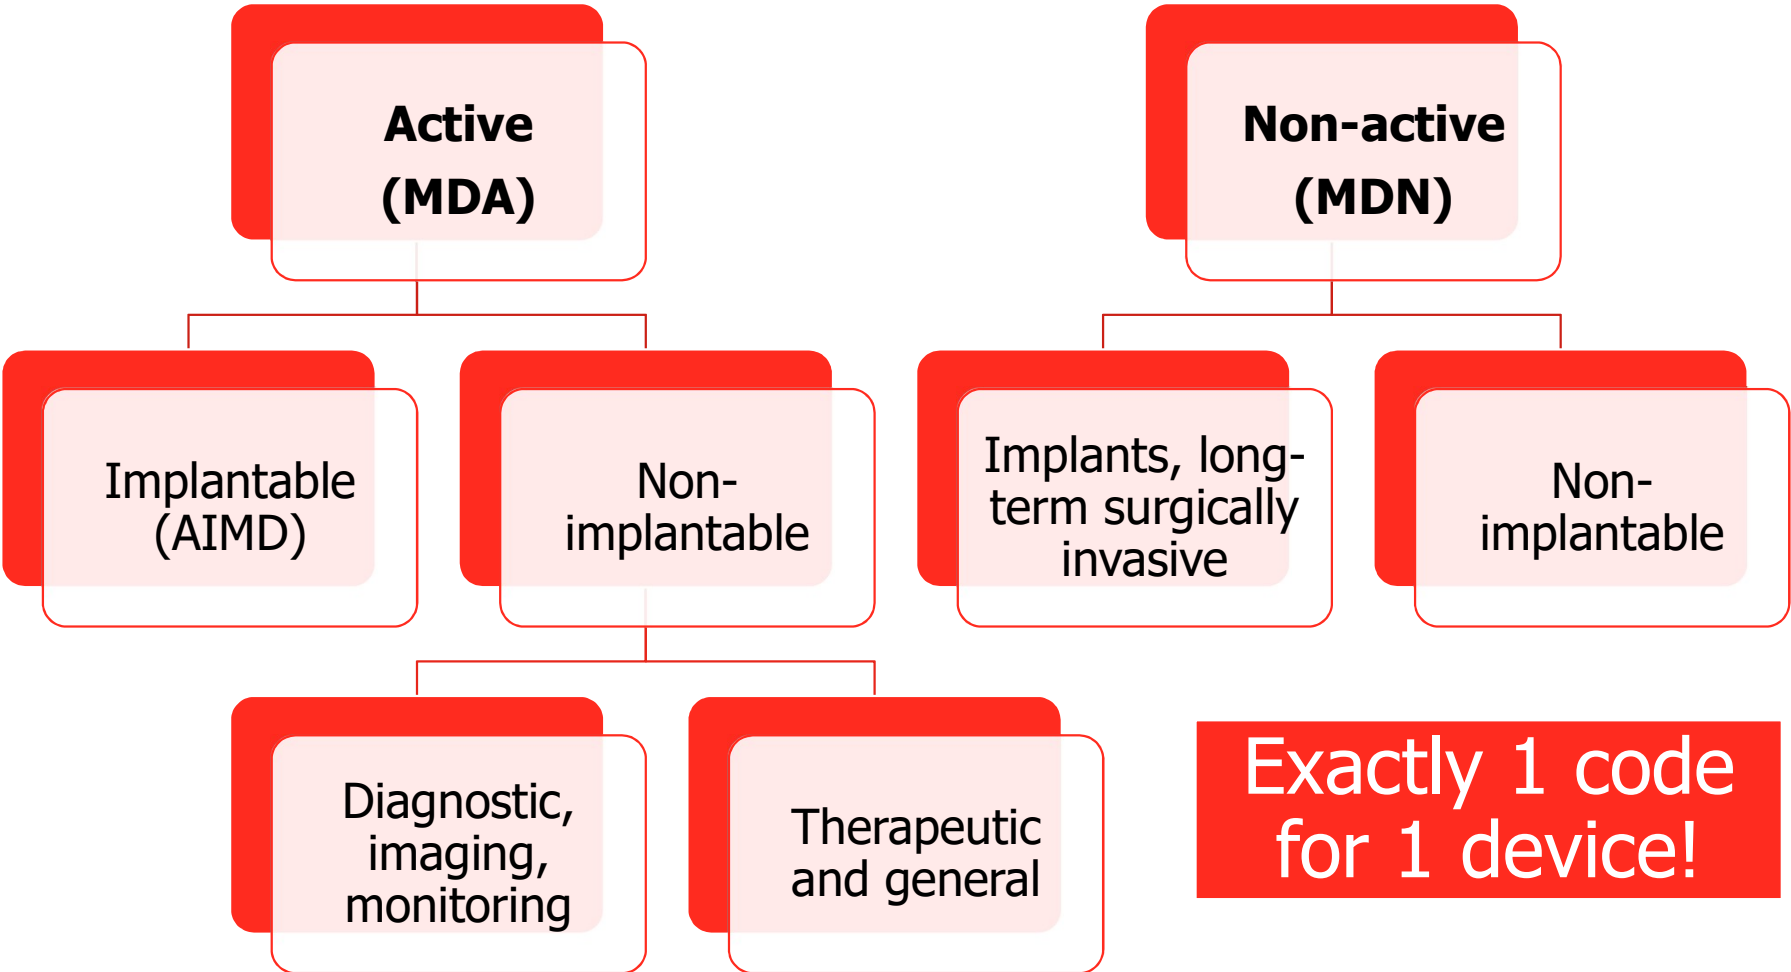 Active
(MDA)
Non-active
(MDN)
Implantable
(AIMD)
Non-
implantable
Implants, long-
term surgically
invasive
Non-
implantable
Diagnostic,
imaging,
monitoring
Therapeutic
and general
Exactly 1 code
for 1 device!